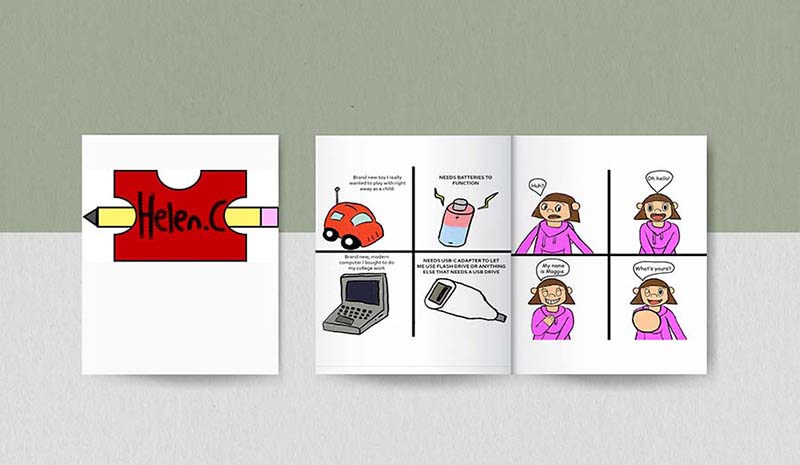 Helen.C
Brand new toy I really
wanted to play with right
away as a child.
NEEDS BATTERIES TO
FUNCTION
Brand new, modern
computer I bought to do
my college work
NEEDS USB-C ADAPTER TO LET
ME USE FLASH DRIVE OR ANYTHING
ELSE THAT NEEDS A USB DRIVE
Huh?
Oh hello!
My name
is Maggie.
What's yours?